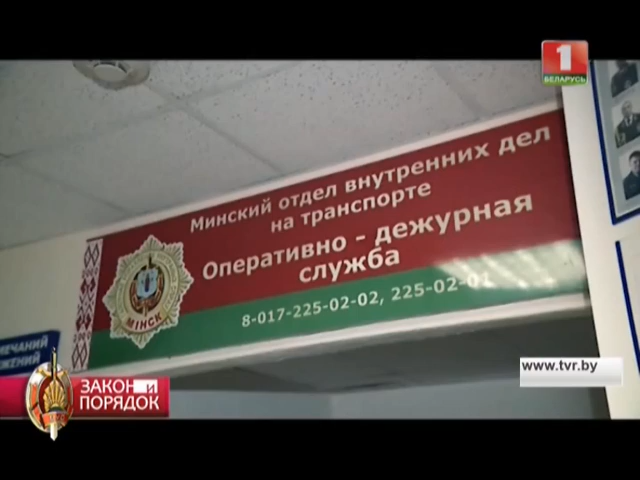 1
БЕЛАРУСЬ
Минский отдел внутренних дел
на транспорте
Оперативно - дежурная
служба
8-017-225-02-02, 225-02-01
МІНСК
www.tvr.by
ЗАКОН И
ПОРЯДОК